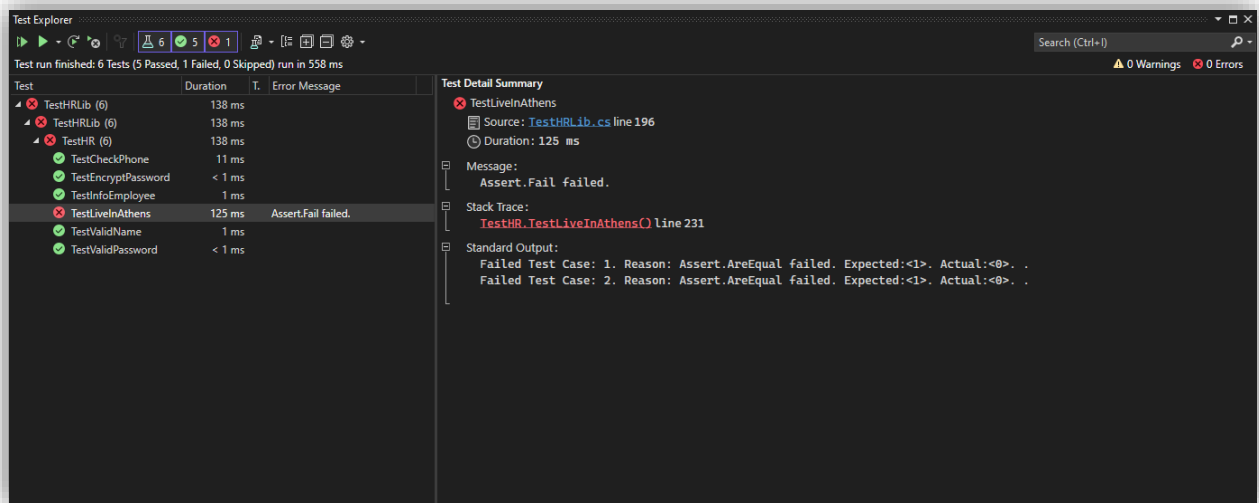 Test Explorer
6 5 1
Search (Ctrl+I)
Test run finished: 6 Tests (5 Passed, 1 Failed, 0 Skipped) run in 558 ms
0 Warnings 0 Errors
Test Duration T. Error Message
TestHRLib (6) 138 ms
TestHRLib (6) 138 ms
TestHR (6) 138 ms
TestCheckPhone 11 ms
TestEncryptPassword < 1 ms
TestInfoEmployee 1 ms
TestLiveInAthens 125 ms Assert.Fail failed.
TestValidName 1 ms
TestValidPassword < 1 ms
Test Detail Summary
TestLiveInAthens
Source: TestHRLib.cs line 196
Duration: 125 ms
Message:
Assert.Fail failed.
Stack Trace:
TestHR.TestLiveInAthens() line 231
Standard Output:
Failed Test Case: 1. Reason: Assert.AreEqual failed. Expected:<1>. Actual:<0>. .
Failed Test Case: 2. Reason: Assert.AreEqual failed. Expected:<1>. Actual:<0>. .